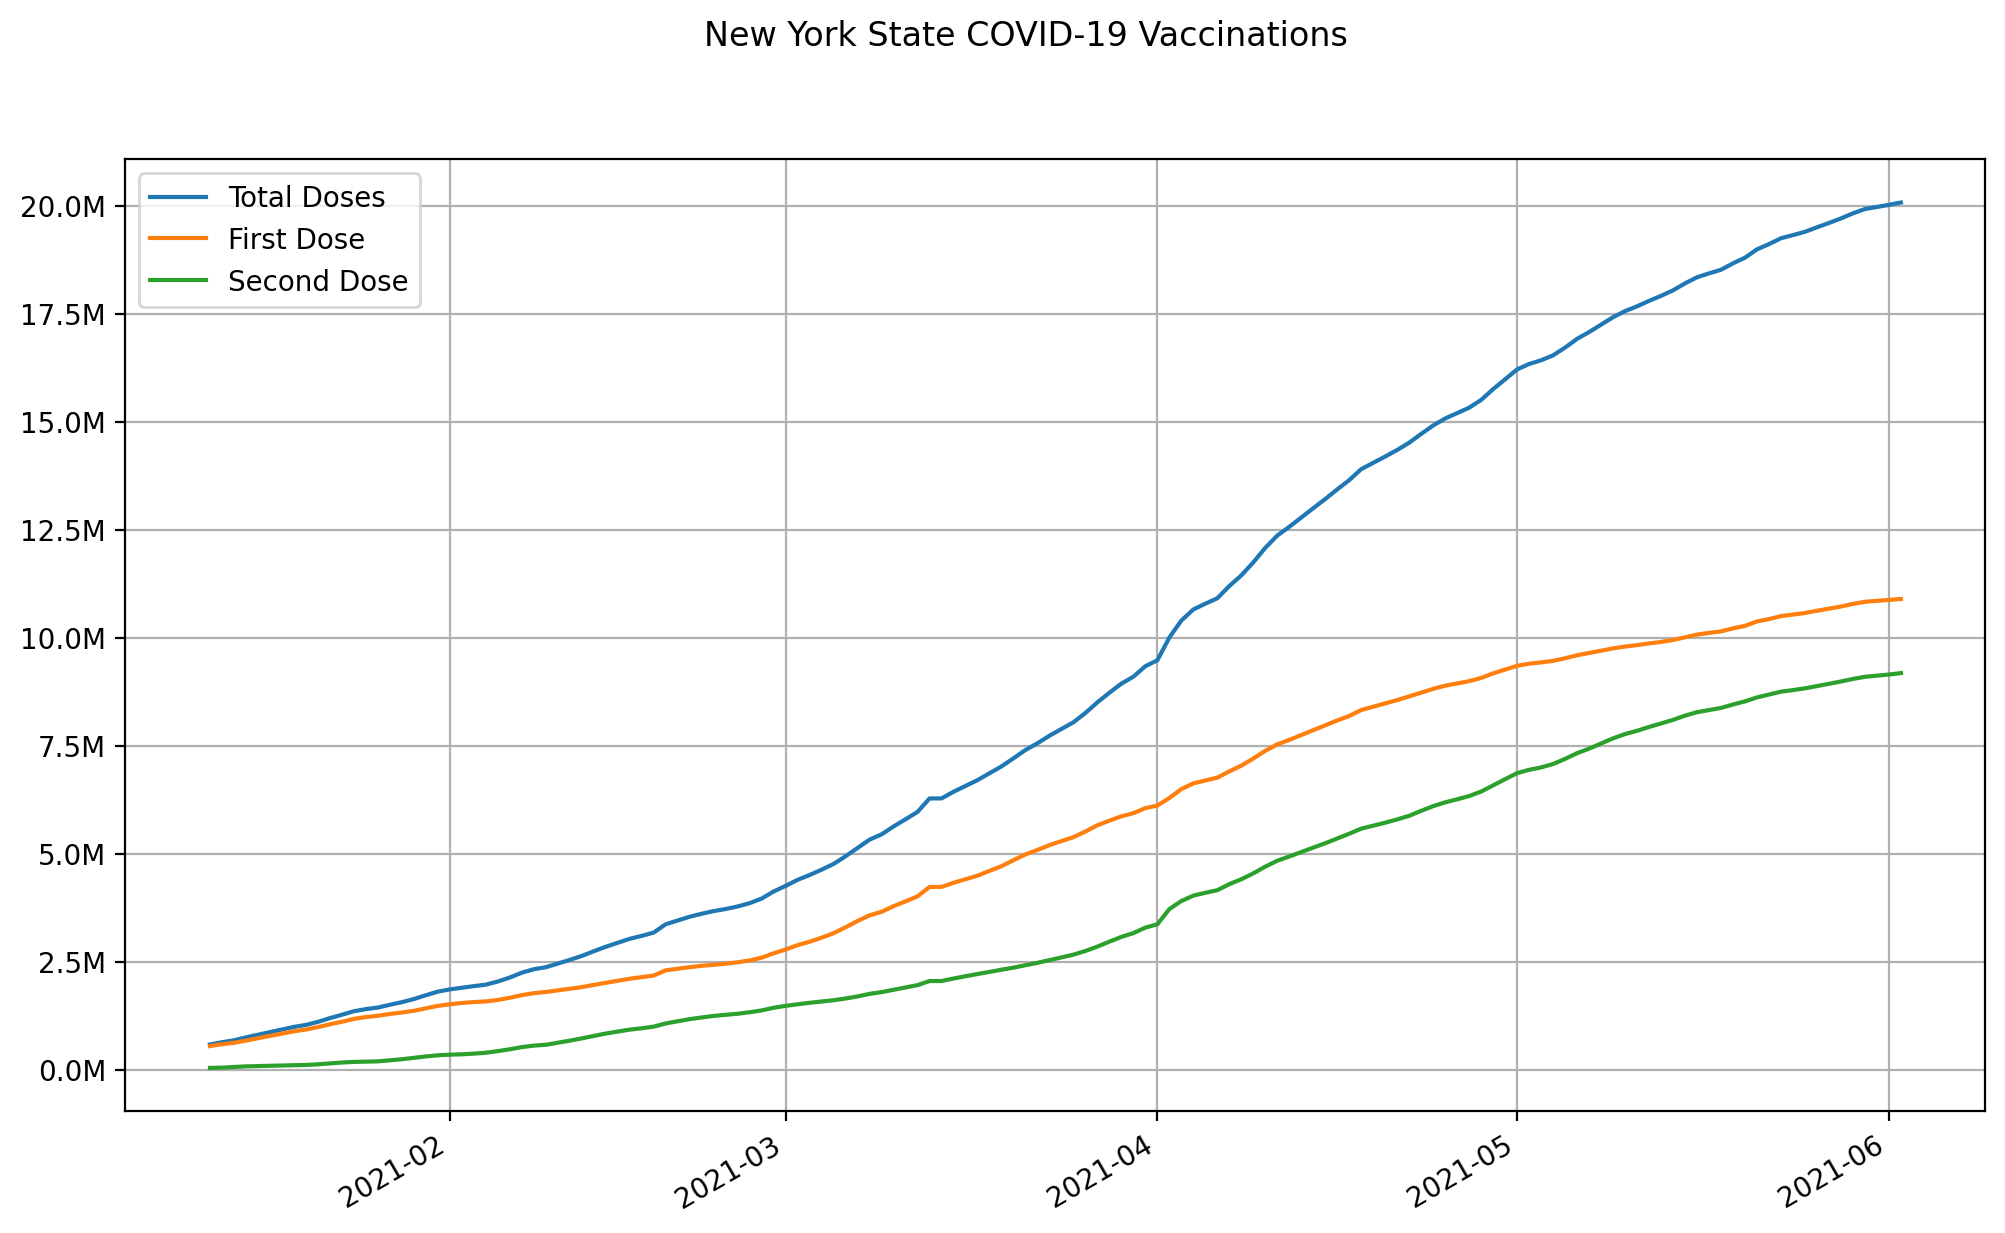 New York State COVID-19 Vaccinations
Total Doses
First Dose
Second Dose
20.0M
17.5M
15.0M
12.5M
10.0M
7.5M
5.0M
2.5M
0.0M
2021-02
2021-03
2021-04
2021-05
2021-06